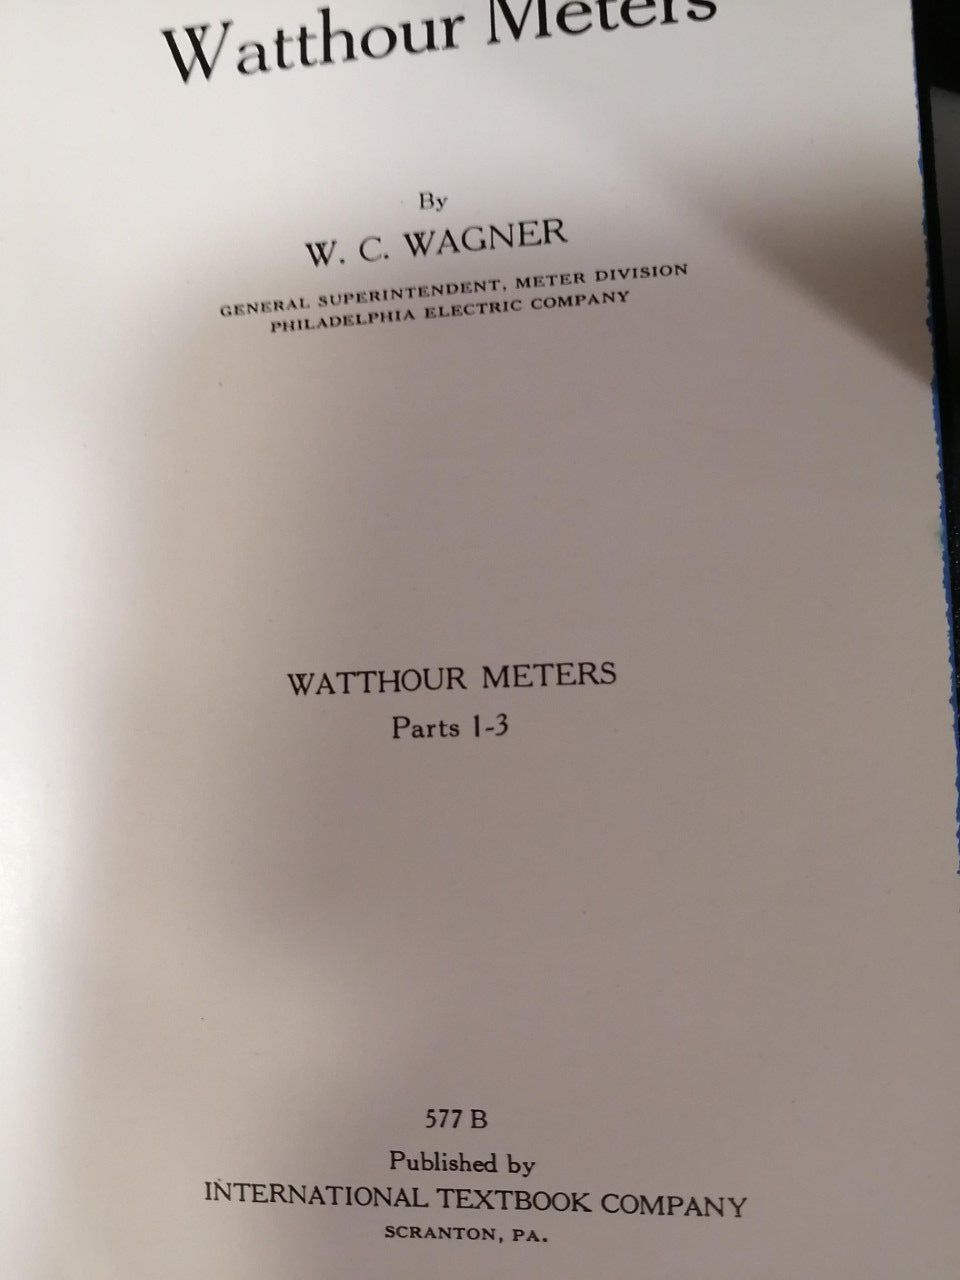 Watthour Meters
By
W. C. WAGNER
GENERAL SUPERINTENDENT, METER DIVISION
PHILADELPHIA ELECTRIC COMPANY
WATTHOUR METERS
Parts 1-3
577 B
Published by
INTERNATIONAL TEXTBOOK COMPANY
SCRANTON, PA.